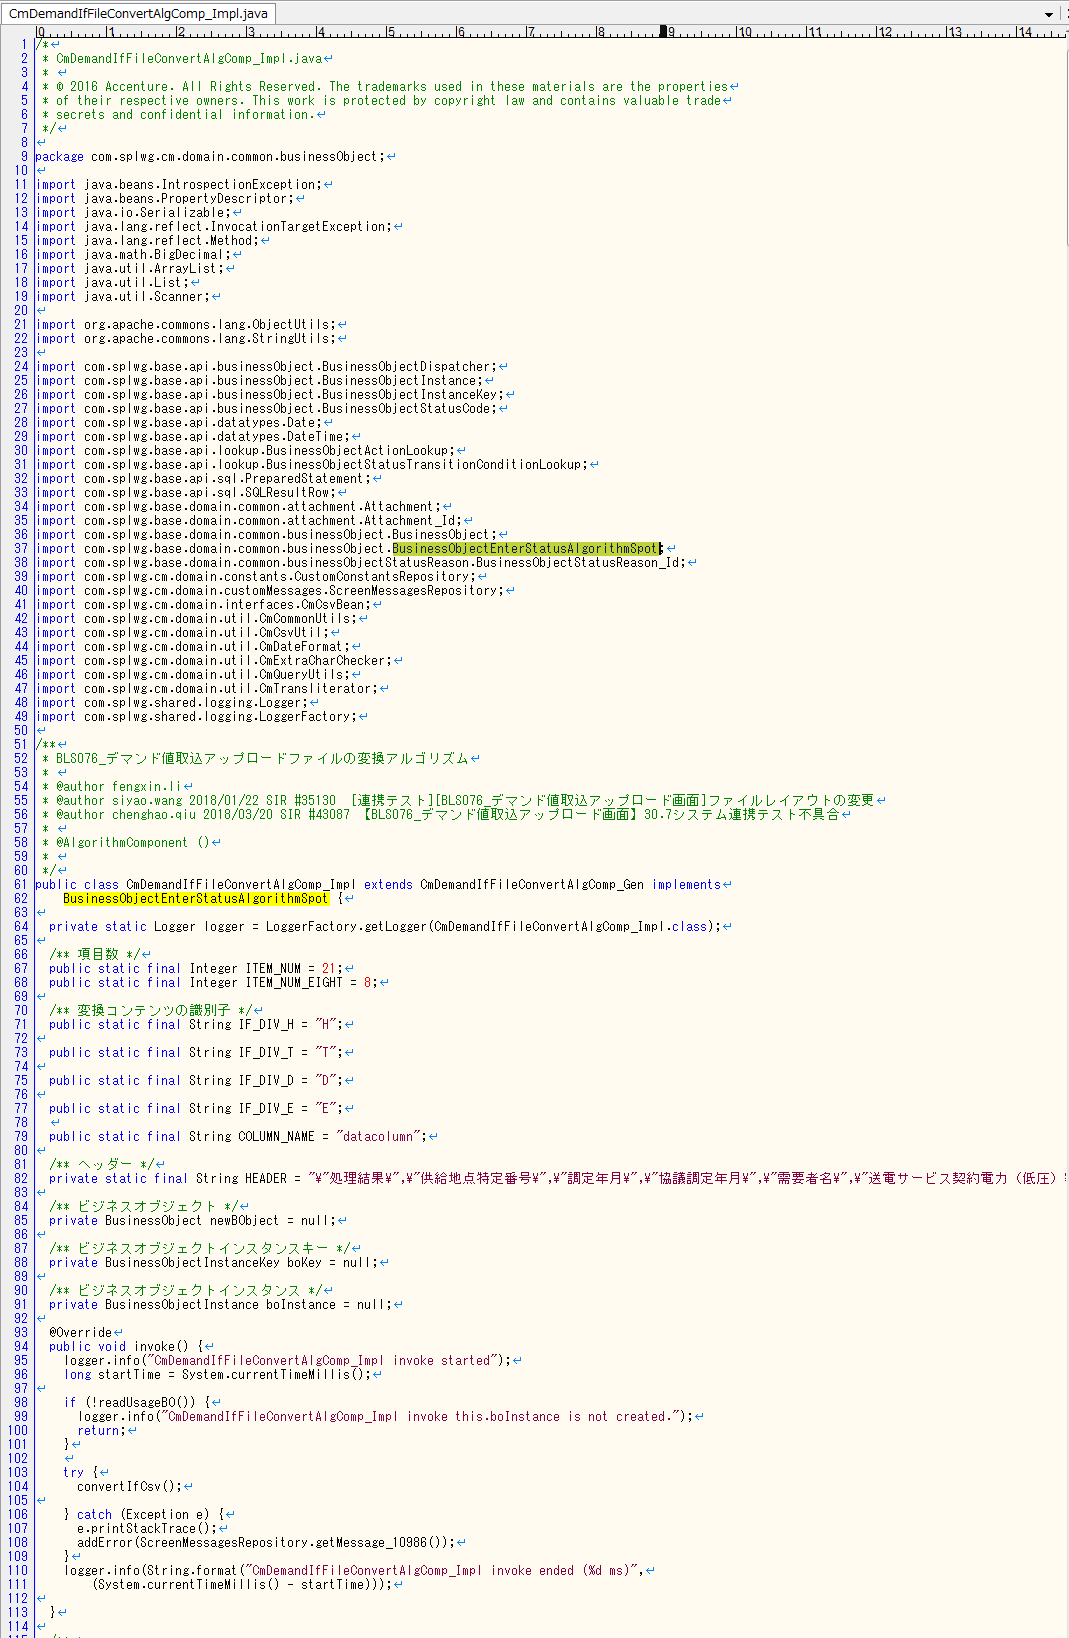 CmDemandIfFileConvertAlgComp_Impl.java
0 1 2 3 4 5 6 7 8 9 10 11 12 13 14
1 /*↵
2  * CmDemandIfFileConvertAlgComp_Impl.java↵
3  * ↵
4  * © 2016 Accenture. All Rights Reserved. The trademarks used in these materials are the properties↵
5  * of their respective owners. This work is protected by copyright law and contains valuable trade↵
6  * secrets and confidential information.↵
7  */↵
8 ↵
9 package com.splwg.cm.domain.common.businessObject;↵
10 ↵
11 import java.beans.IntrospectionException;↵
12 import java.beans.PropertyDescriptor;↵
13 import java.io.Serializable;↵
14 import java.lang.reflect.InvocationTargetException;↵
15 import java.lang.reflect.Method;↵
16 import java.math.BigDecimal;↵
17 import java.util.ArrayList;↵
18 import java.util.List;↵
19 import java.util.Scanner;↵
20 ↵
21 import org.apache.commons.lang.ObjectUtils;↵
22 import org.apache.commons.lang.StringUtils;↵
23 ↵
24 import com.splwg.base.api.businessObject.BusinessObjectDispatcher;↵
25 import com.splwg.base.api.businessObject.BusinessObjectInstance;↵
26 import com.splwg.base.api.businessObject.BusinessObjectInstanceKey;↵
27 import com.splwg.base.api.businessObject.BusinessObjectStatusCode;↵
28 import com.splwg.base.api.datatypes.Date;↵
29 import com.splwg.base.api.datatypes.DateTime;↵
30 import com.splwg.base.api.lookup.BusinessObjectActionLookup;↵
31 import com.splwg.base.api.lookup.BusinessObjectStatusTransitionConditionLookup;↵
32 import com.splwg.base.api.sql.PreparedStatement;↵
33 import com.splwg.base.api.sql.SQLResultRow;↵
34 import com.splwg.base.domain.common.attachment.Attachment;↵
35 import com.splwg.base.domain.common.attachment.Attachment_Id;↵
36 import com.splwg.base.domain.common.businessObject.BusinessObject;↵
37 import com.splwg.base.domain.common.businessObject.BusinessObjectEnterStatusAlgorithmSpot;↵
38 import com.splwg.base.domain.common.businessObjectStatusReason.BusinessObjectStatusReason_Id;↵
39 import com.splwg.cm.domain.constants.CustomConstantsRepository;↵
40 import com.splwg.cm.domain.customMessages.ScreenMessagesRepository;↵
41 import com.splwg.cm.domain.interfaces.CmCsvBean;↵
42 import com.splwg.cm.domain.util.CmCommonUtils;↵
43 import com.splwg.cm.domain.util.CmCsvUtil;↵
44 import com.splwg.cm.domain.util.CmDateFormat;↵
45 import com.splwg.cm.domain.util.CmExtraCharChecker;↵
46 import com.splwg.cm.domain.util.CmQueryUtils;↵
47 import com.splwg.cm.domain.util.CmTransliterator;↵
48 import com.splwg.shared.logging.Logger;↵
49 import com.splwg.shared.logging.LoggerFactory;↵
50 ↵
51 /**↵
52  * BLS076_デマンド値取込アップロードファイルの変換アルゴリズム↵
53  * ↵
54  * @author fengxin.li↵
55  * @author siyao.wang 2018/01/22 SIR #35130 [連携テスト][BLS076_デマンド値取込アップロード画面]ファイルレイアウトの変更↵
56  * @author chenghao.qiu 2018/03/20 SIR #43087 【BLS076_デマンド値取込アップロード画面】30.7システム連携テスト不具合↵
57  * ↵
58  * @AlgorithmComponent ()↵
59  * ↵
60  */↵
61 public class CmDemandIfFileConvertAlgComp_Impl extends CmDemandIfFileConvertAlgComp_Gen implements↵
62     BusinessObjectEnterStatusAlgorithmSpot {↵
63 ↵
64   private static Logger logger = LoggerFactory.getLogger(CmDemandIfFileConvertAlgComp_Impl.class);↵
65 ↵
66   /** 項目数 */↵
67   public static final Integer ITEM_NUM = 21;↵
68   public static final Integer ITEM_NUM_EIGHT = 8;↵
69 ↵
70   /** 変換コンテンツの識別子 */↵
71   public static final String IF_DIV_H = "H";↵
72 ↵
73   public static final String IF_DIV_T = "T";↵
74 ↵
75   public static final String IF_DIV_D = "D";↵
76 ↵
77   public static final String IF_DIV_E = "E";↵
78   ↵
79   public static final String COLUMN_NAME = "datacolumn";↵
80 ↵
81   /** ヘッダー */↵
82   private static final String HEADER = "¥"処理結果¥",¥"供給地点特定番号¥",¥"調定年月¥",¥"協議調定年月¥",¥"需要者名¥",¥"送電サービス契約電力（低圧）
83 ↵
84   /** ビジネスオブジェクト */↵
85   private BusinessObject newBObject = null;↵
86 ↵
87   /** ビジネスオブジェクトインスタンスキー */↵
88   private BusinessObjectInstanceKey boKey = null;↵
89 ↵
90   /** ビジネスオブジェクトインスタンス */↵
91   private BusinessObjectInstance boInstance = null;↵
92 ↵
93   @Override↵
94   public void invoke() {↵
95     logger.info("CmDemandIfFileConvertAlgComp_Impl invoke started");↵
96     long startTime = System.currentTimeMillis();↵
97 ↵
98     if (!readUsageBO()) {↵
99       logger.info("CmDemandIfFileConvertAlgComp_Impl invoke this.boInstance is not created.");↵
100       return;↵
101     }↵
102     ↵
103     try {↵
104       convertIfCsv();↵
105 ↵
106     } catch (Exception e) {↵
107       e.printStackTrace();↵
108       addError(ScreenMessagesRepository.getMessage_10986());↵
109     }↵
110     logger.info(String.format("CmDemandIfFileConvertAlgComp_Impl invoke ended (%d ms)",↵
111         (System.currentTimeMillis() - startTime)));↵
112 ↵
113   }↵
114 ↵